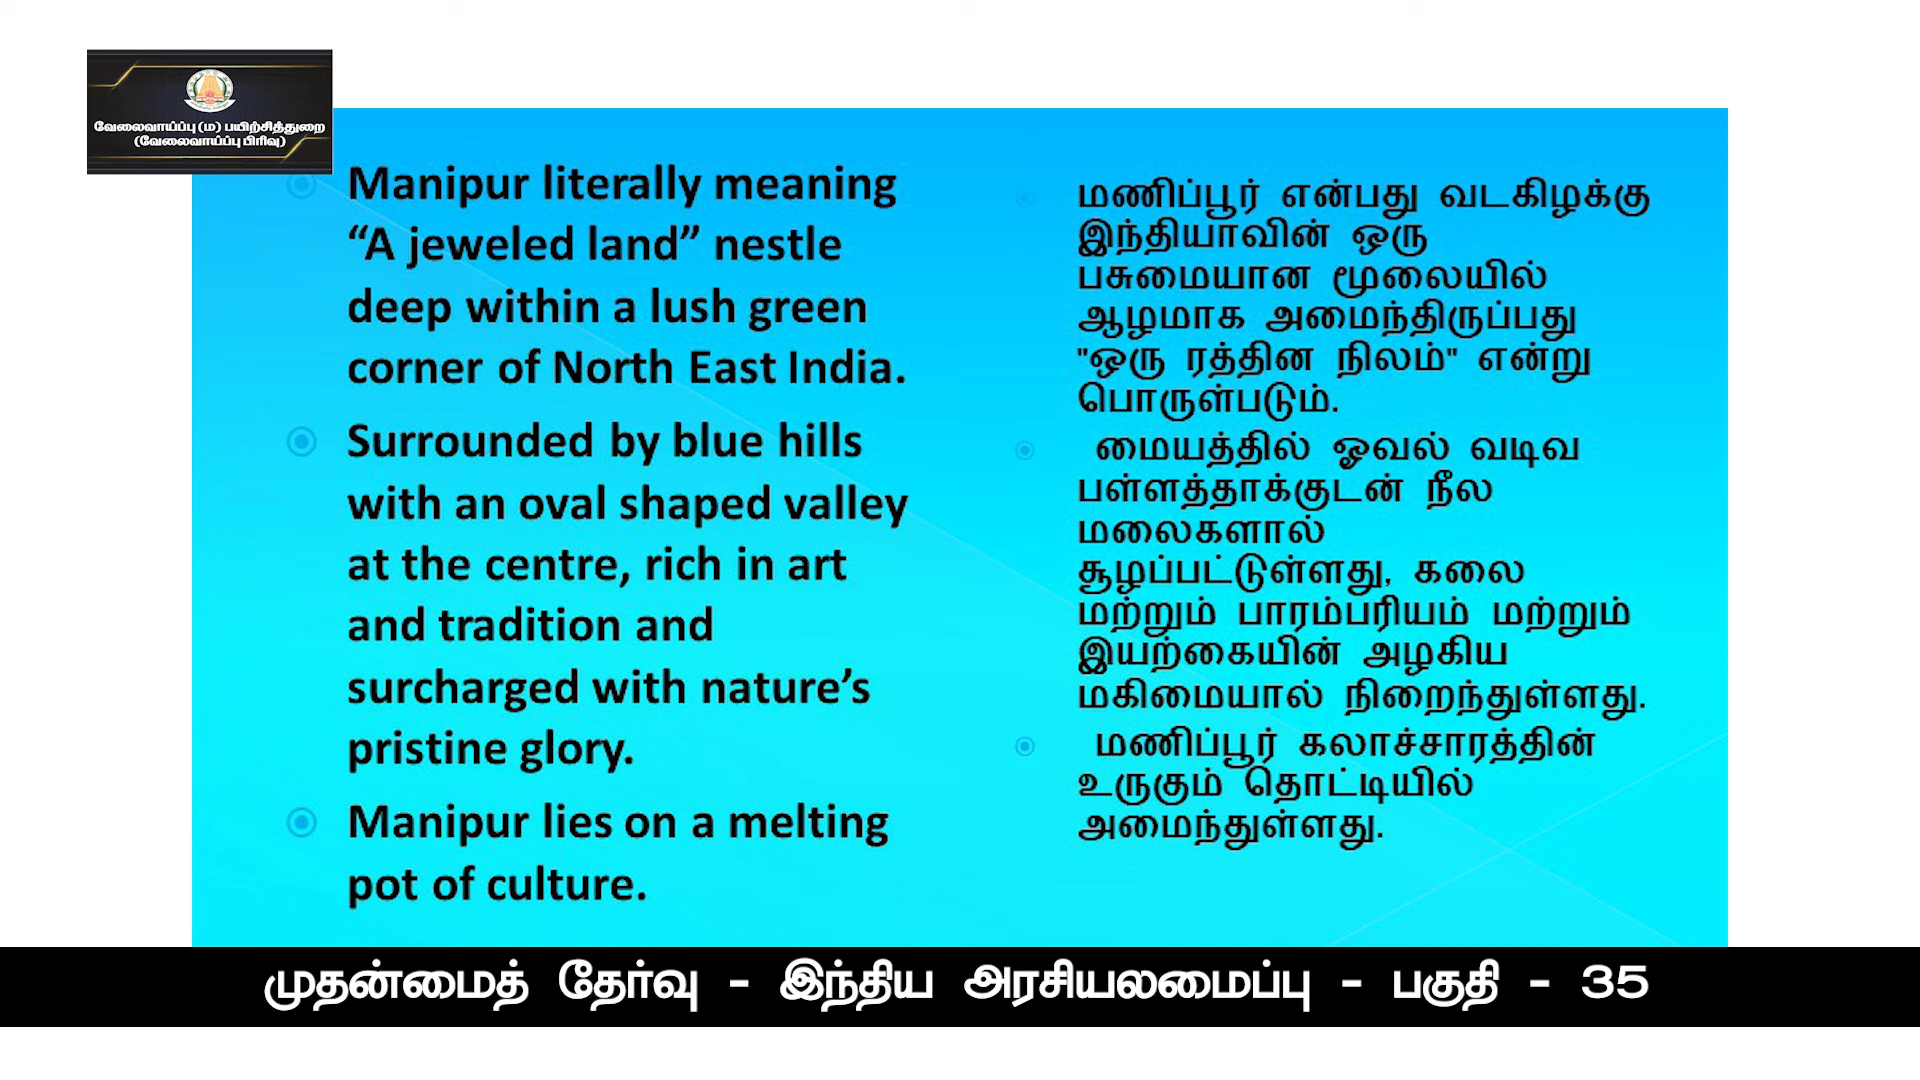 வேலைவாய்ப்பு (ம) பயிற்சித்துறை
(வேலைவாய்ப்பு பிரிவு)
Manipur literally meaning
“A jeweled land” nestle
deep within a lush green
corner of North East India.
Surrounded by blue hills
with an oval shaped valley
at the centre, rich in art
and tradition and
surcharged with nature’s
pristine glory.
Manipur lies on a melting
pot of culture.
மணிப்பூர் என்பது வடகிழக்கு
இந்தியாவின் ஒரு
பசுமையான மூலையில்
ஆழமாக அமைந்திருப்பது
"ஒரு ரத்தின நிலம்" என்று
பொருள்படும்.
மையத்தில் ஓவல் வடிவ
பள்ளத்தாக்குடன் நீல
மலைகளால்
சூழப்பட்டுள்ளது, கலை
மற்றும் பாரம்பரியம் மற்றும்
இயற்கையின் அழகிய
மகிமையால் நிறைந்துள்ளது.
மணிப்பூர் கலாச்சாரத்தின்
உருகும் தொட்டியில்
அமைந்துள்ளது.
முதன்மைத் தேர்வு - இந்திய அரசியலமைப்பு - பகுதி - 35